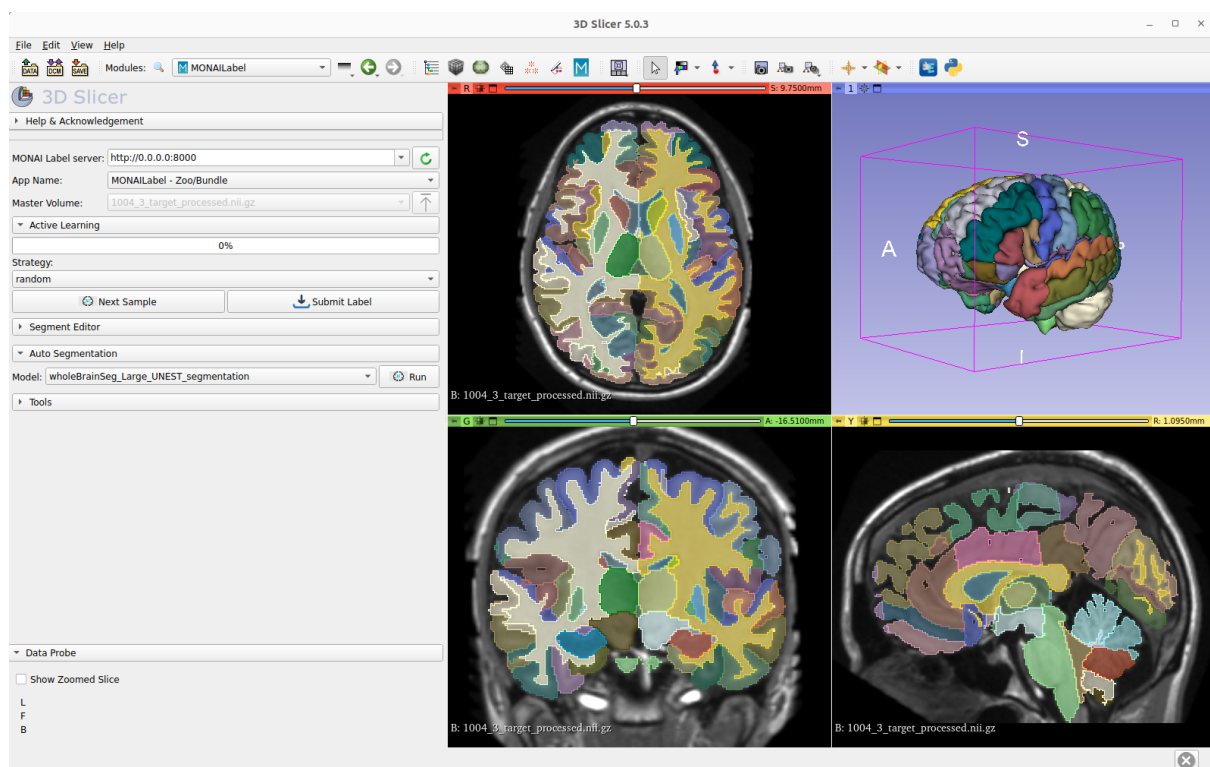 3D Slicer 5.0.3
File Edit View Help
DATA DCM SAVE Modules: M MONAILabel M
3D Slicer
Help & Acknowledgement
MONAI Label server: http://0.0.0.0:8000
App Name: MONAILabel - Zoo/Bundle
Master Volume: 1004_3_target_processed.nii.gz
Active Learning
0%
Strategy:
random
Next Sample Submit Label
Segment Editor
Auto Segmentation
Model: wholeBrainSeg_Large_UNEST_segmentation Run
Tools
Data Probe
Show Zoomed Slice
L
F
B
R S: 9.7500mm
B: 1004_3_target_processed.nii.gz
1
S
A
I
G A: -16.5100mm
B: 1004_3_target_processed.nii.gz
Y R: 1.0950mm
B: 1004_3_target_processed.nii.gz